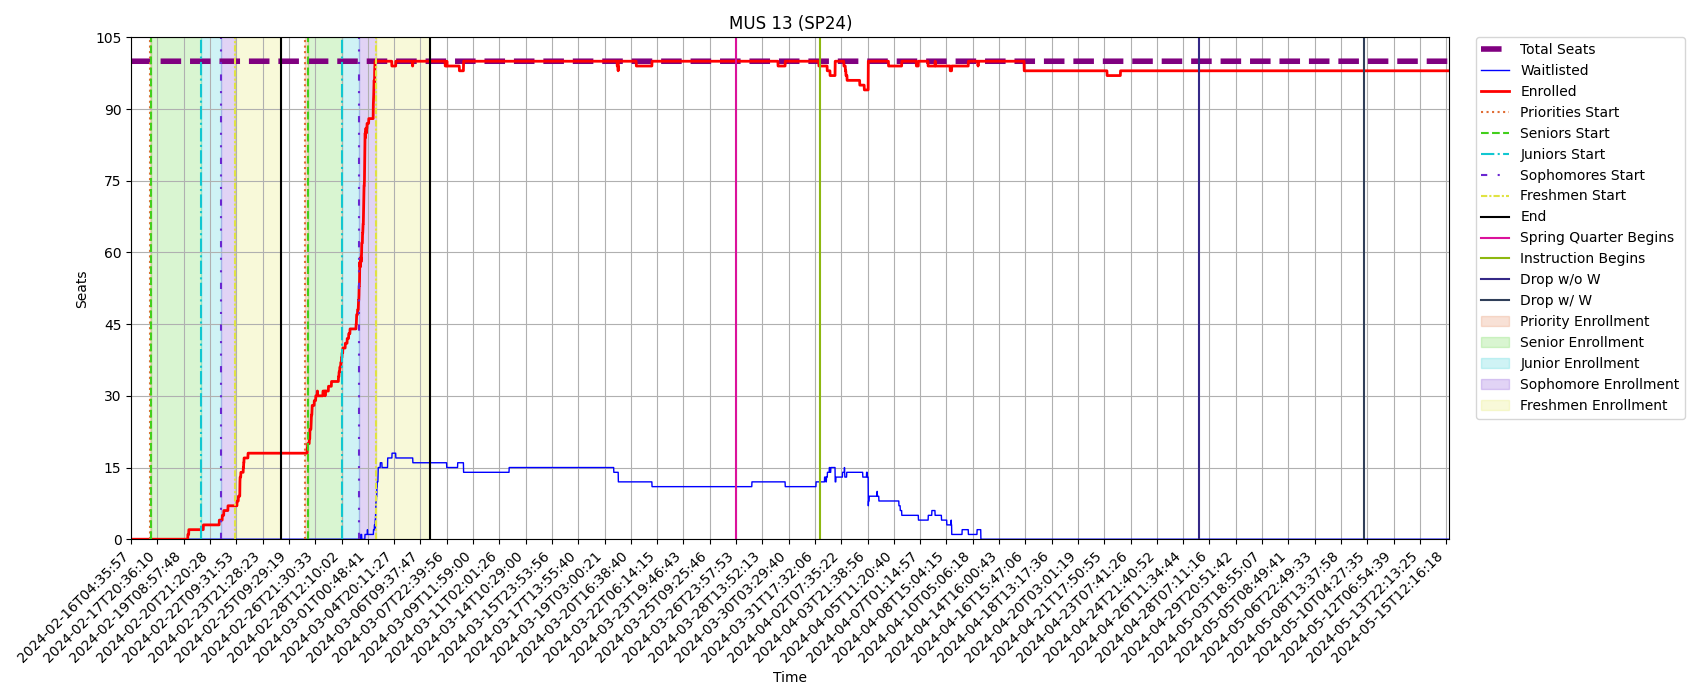 MUS 13 (SP24)
105
90
75
60
45
30
15
0
Seats
2024-02-16T04:35:57
2024-02-17T20:36:10
2024-02-19T08:57:48
2024-02-20T21:20:28
2024-02-22T09:31:53
2024-02-23T21:28:23
2024-02-25T09:29:19
2024-02-26T21:30:33
2024-02-28T12:10:02
2024-03-01T00:48:41
2024-03-04T20:11:27
2024-03-06T09:37:47
2024-03-07T22:39:56
2024-03-09T11:59:00
2024-03-11T02:01:26
2024-03-14T10:29:00
2024-03-15T23:53:56
2024-03-17T13:55:40
2024-03-19T03:00:21
2024-03-20T16:38:40
2024-03-22T06:14:15
2024-03-23T19:46:43
2024-03-25T09:25:46
2024-03-26T23:57:53
2024-03-28T13:52:13
2024-03-30T03:29:40
2024-03-31T17:32:06
2024-04-02T07:35:22
2024-04-03T21:38:56
2024-04-05T11:20:40
2024-04-07T01:14:57
2024-04-08T15:04:15
2024-04-10T05:06:18
2024-04-14T16:00:43
2024-04-16T15:47:06
2024-04-18T13:17:36
2024-04-20T03:01:19
2024-04-21T17:50:55
2024-04-23T07:41:26
2024-04-24T21:40:52
2024-04-26T11:34:44
2024-04-28T07:11:16
2024-04-29T20:51:42
2024-05-03T18:55:07
2024-05-05T08:49:41
2024-05-06T22:49:33
2024-05-08T13:37:58
2024-05-10T04:27:35
2024-05-12T06:54:39
2024-05-13T22:13:25
2024-05-15T12:16:18
Time
Total Seats
Waitlisted
Enrolled
Priorities Start
Seniors Start
Juniors Start
Sophomores Start
Freshmen Start
End
Spring Quarter Begins
Instruction Begins
Drop w/o W
Drop w/ W
Priority Enrollment
Senior Enrollment
Junior Enrollment
Sophomore Enrollment
Freshmen Enrollment